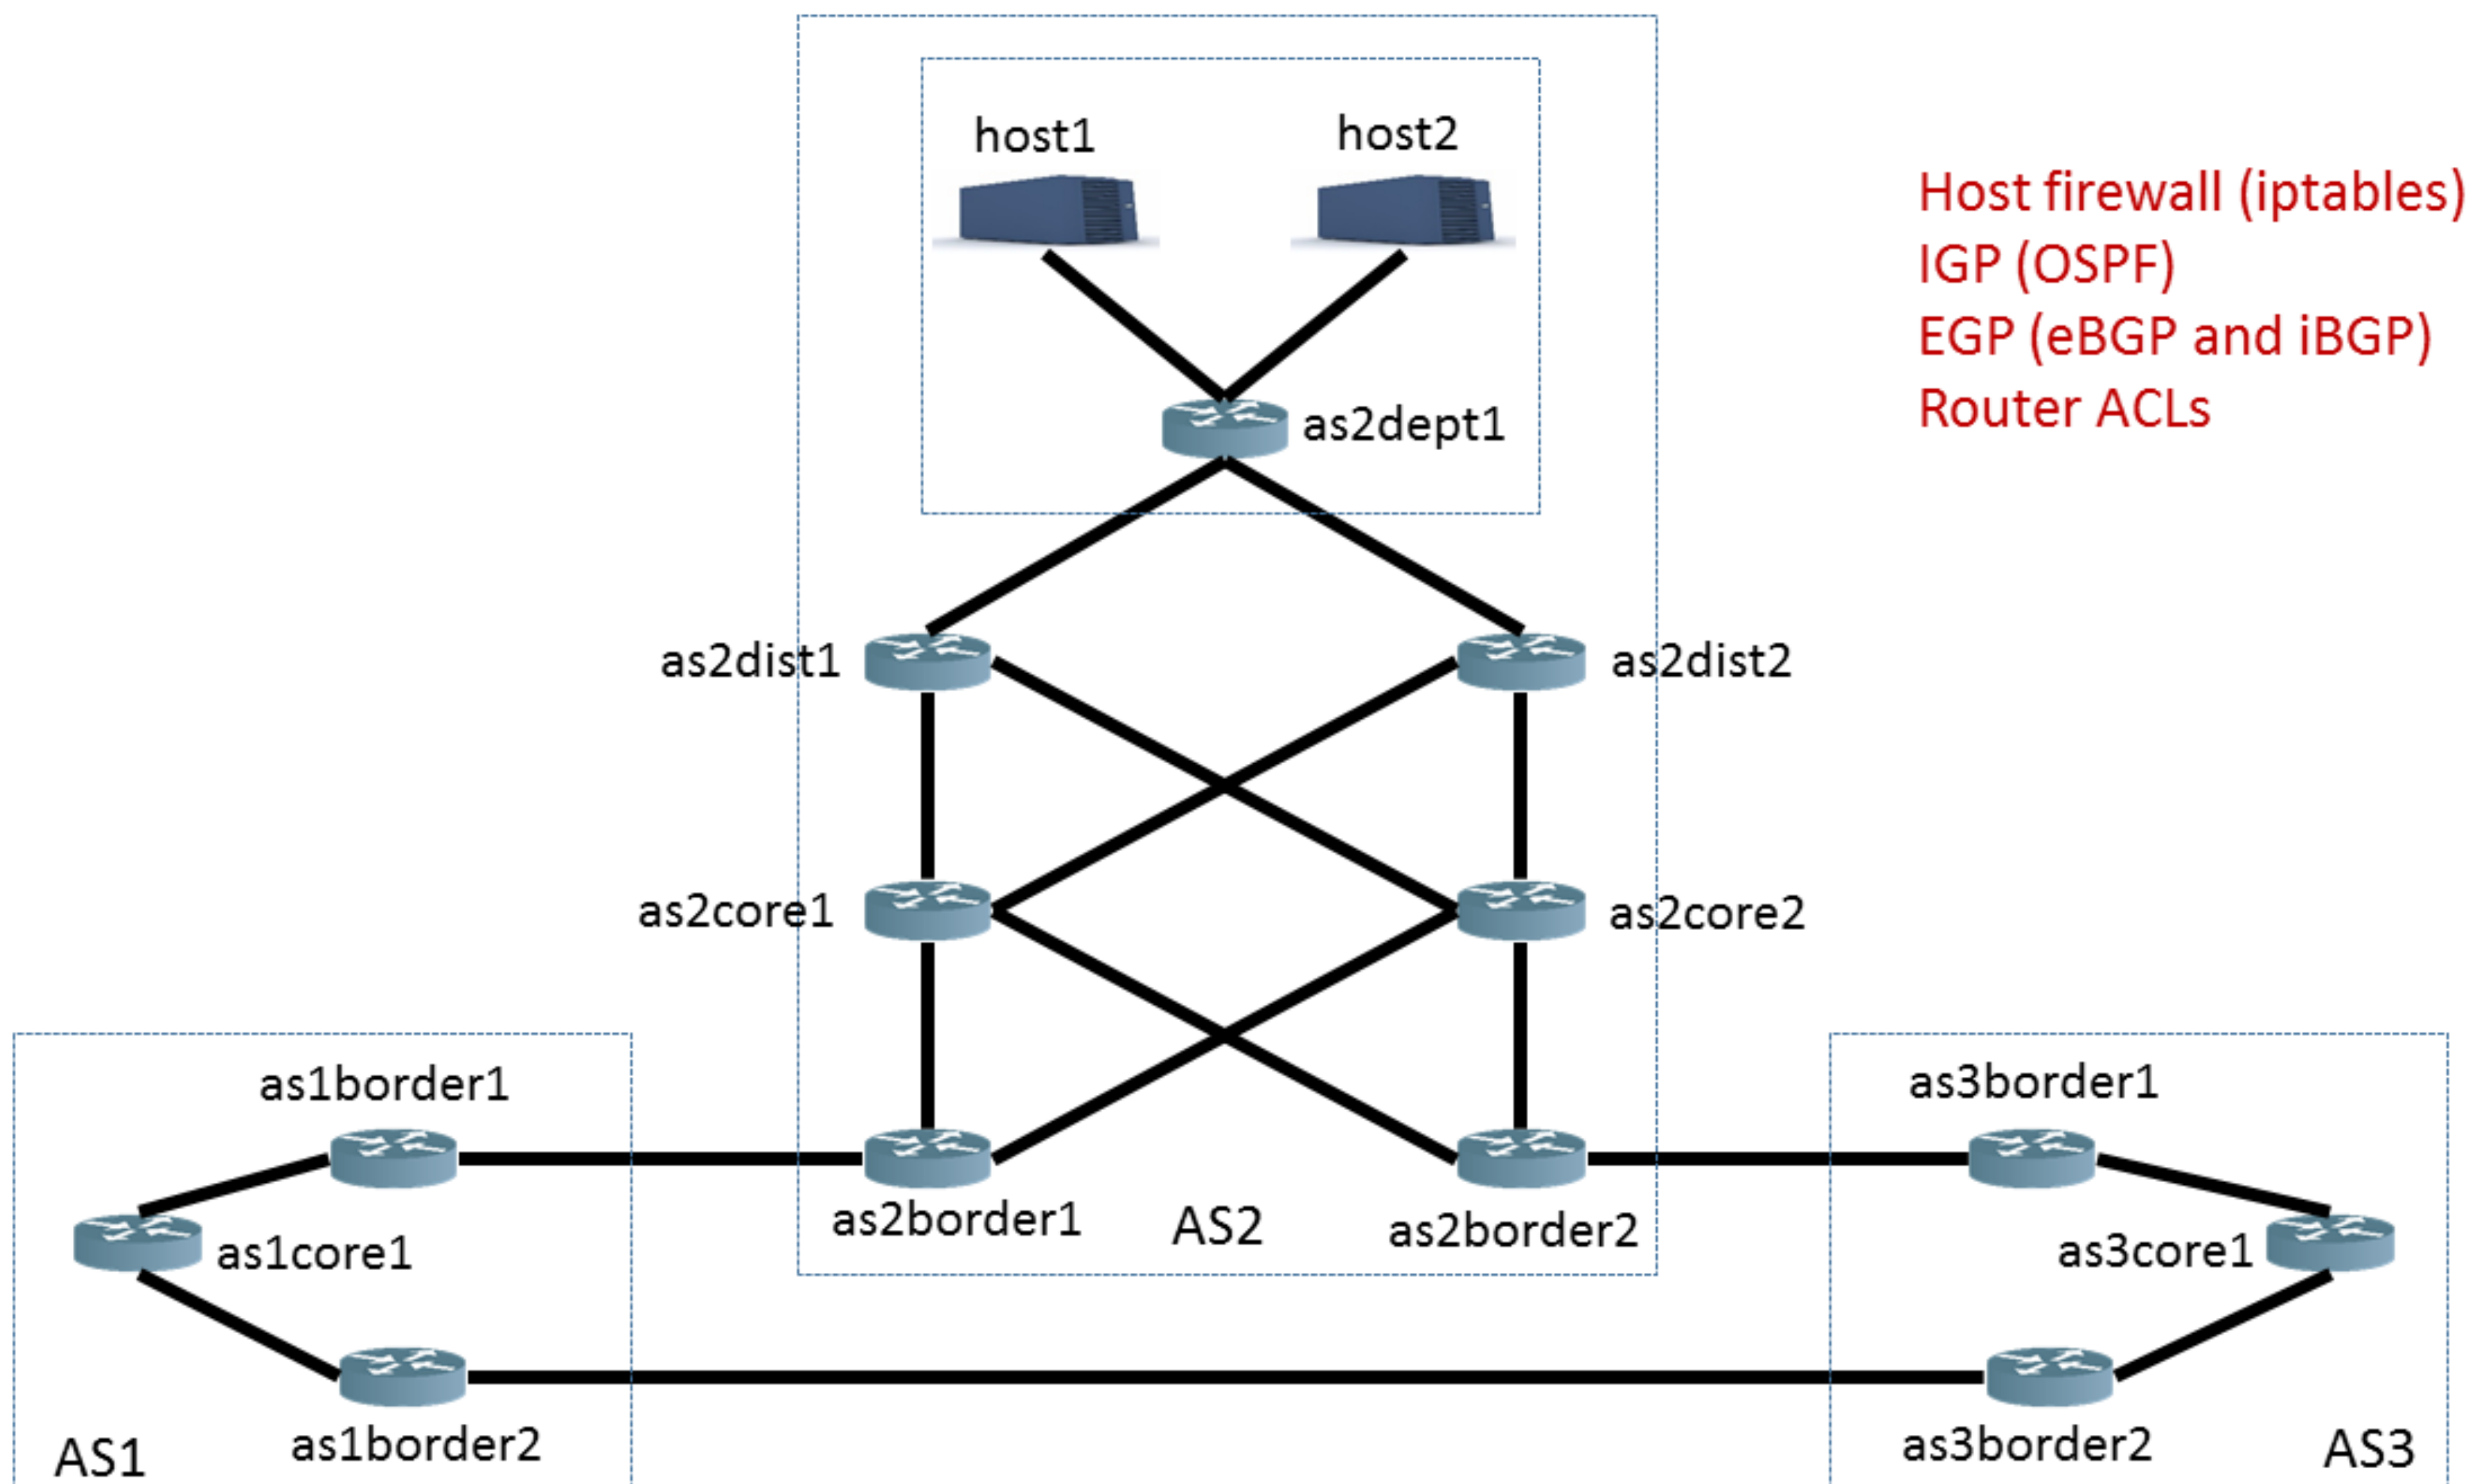 host1
host2
Host firewall (iptables)
IGP (OSPF)
EGP (eBGP and iBGP)
Router ACLs
as2dept1
as2dist1
as2dist2
as2core1
as2core2
as1border1
as3border1
as2border1
AS2
as2border2
as1core1
as3core1
as1border2
as3border2
AS1
AS3